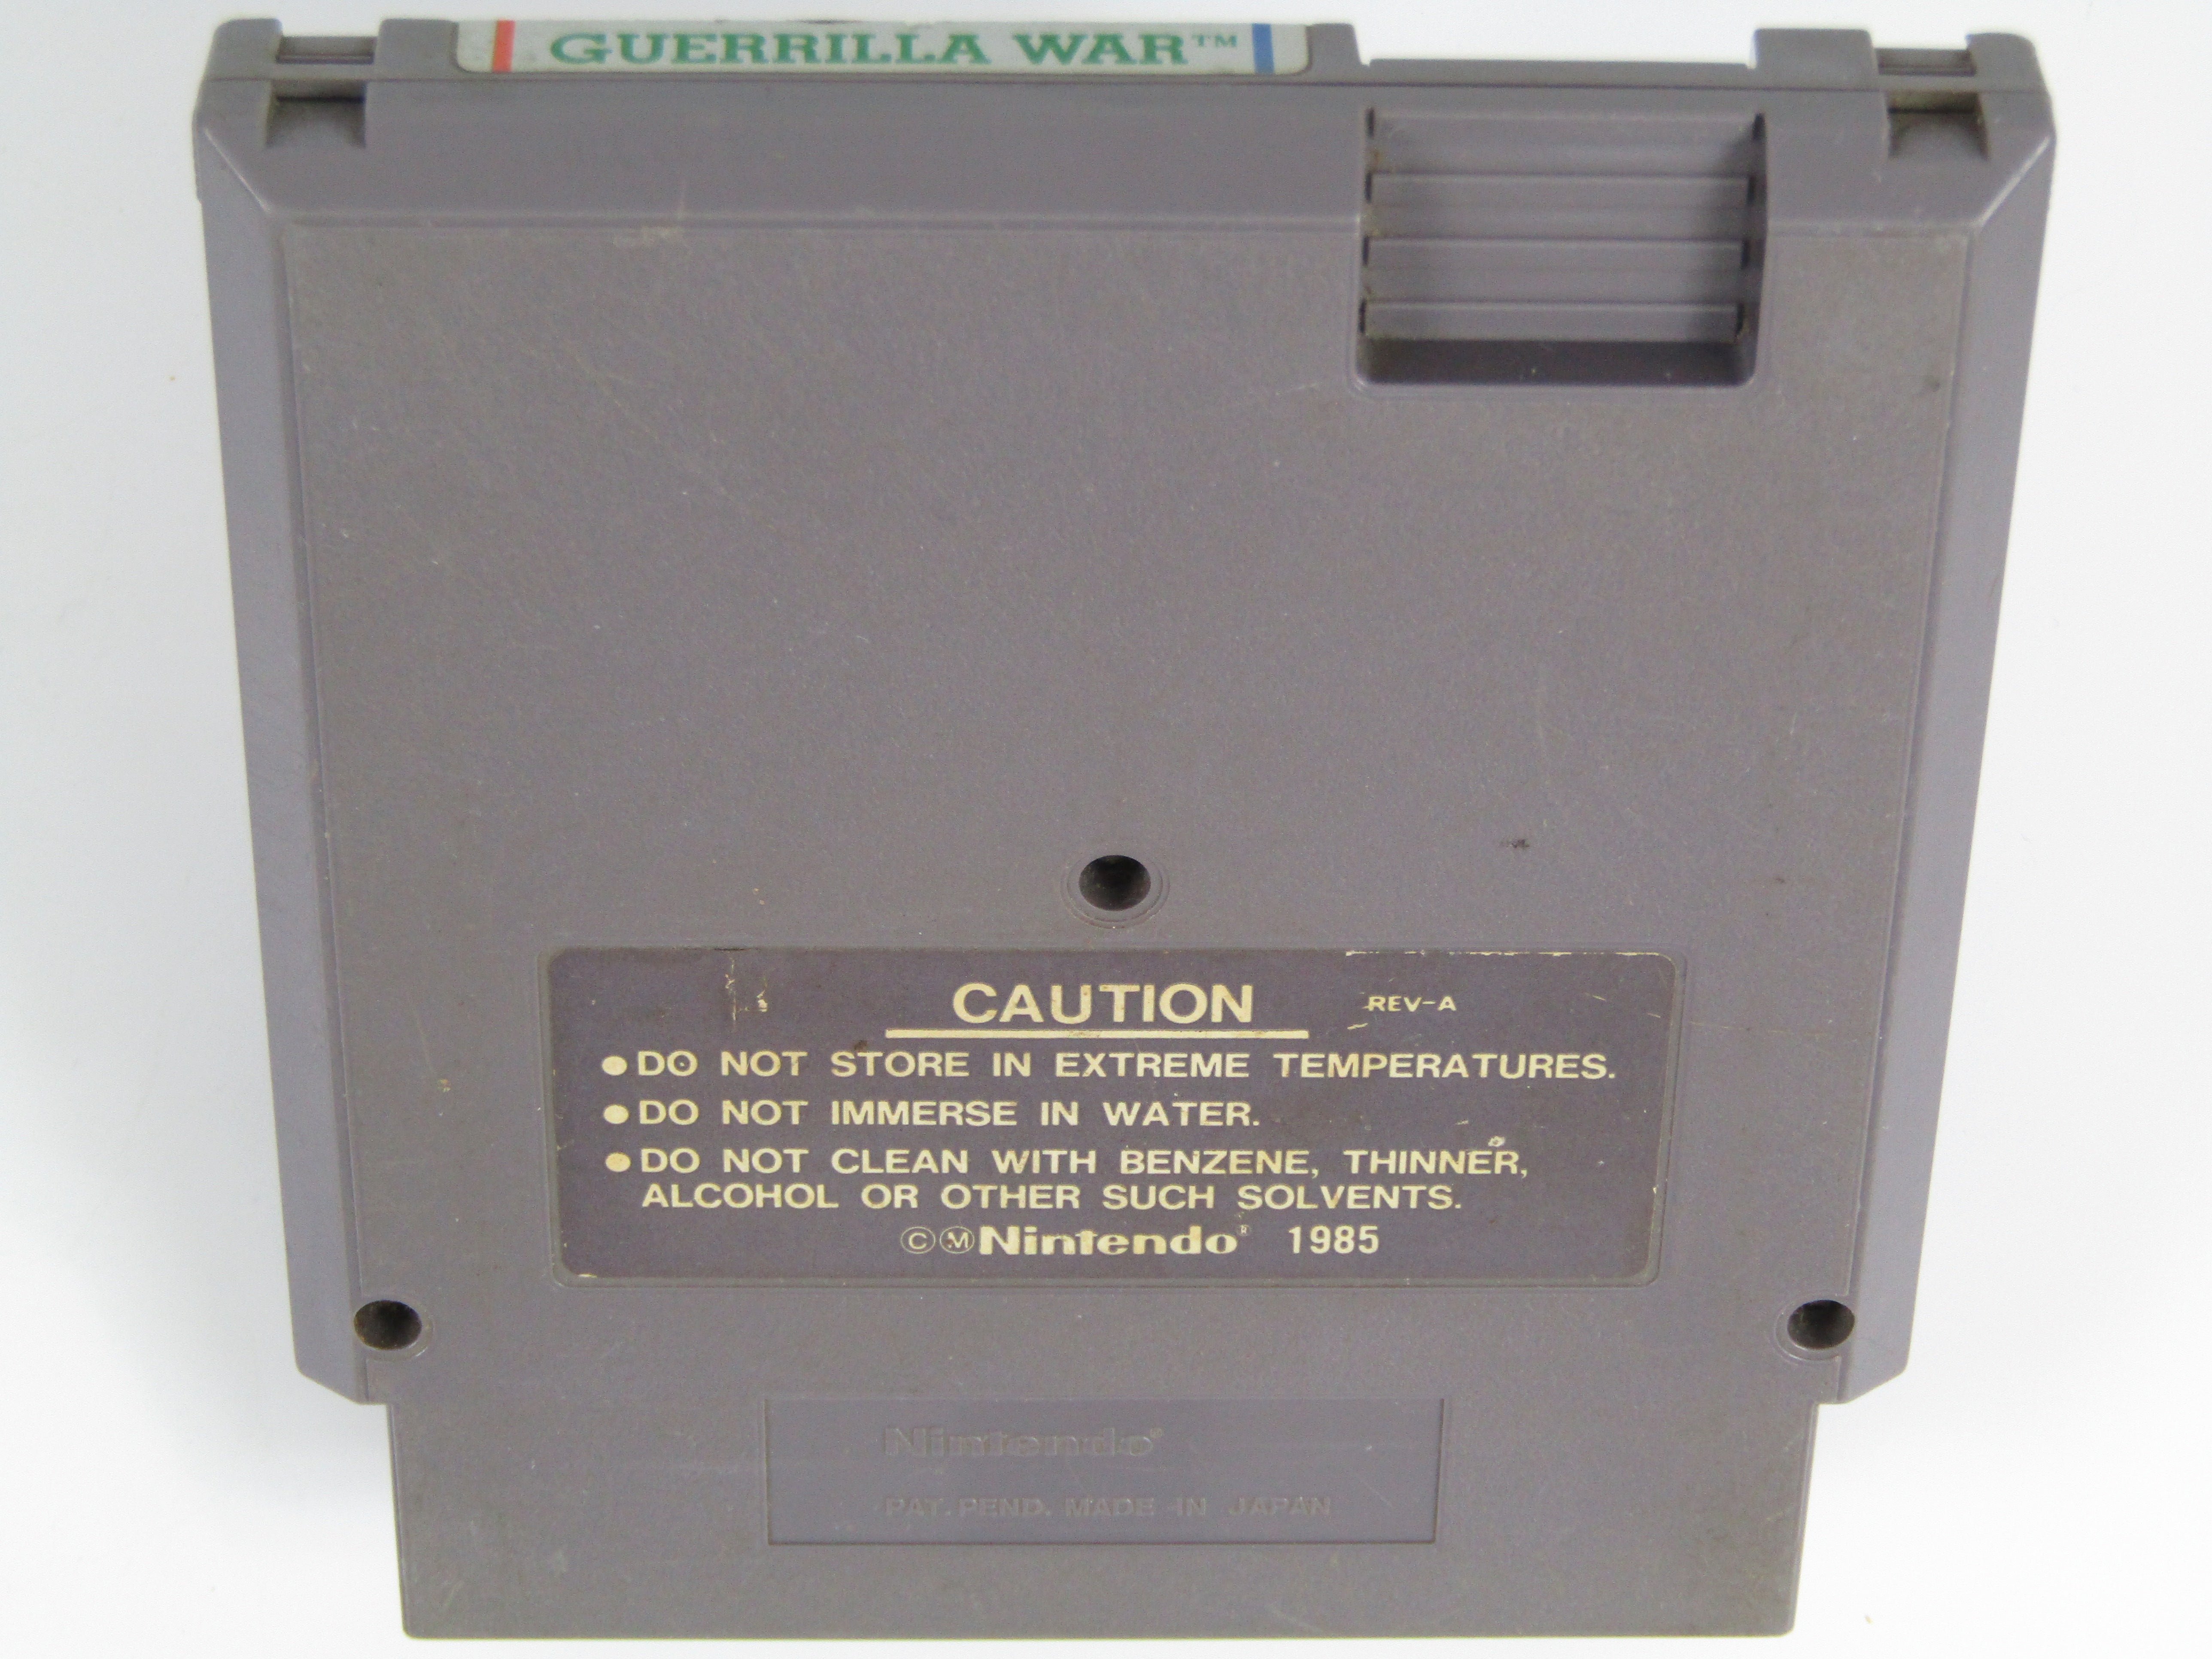 GUERRILLA WAR™
CAUTION REV-A
●DO NOT STORE IN EXTREME TEMPERATURES.
●DO NOT IMMERSE IN WATER.
●DO NOT CLEAN WITH BENZENE, THINNER,
ALCOHOL OR OTHER SUCH SOLVENTS.
©ⓂNintendo® 1985
Nintendo®
PAT. PEND. MADE IN JAPAN